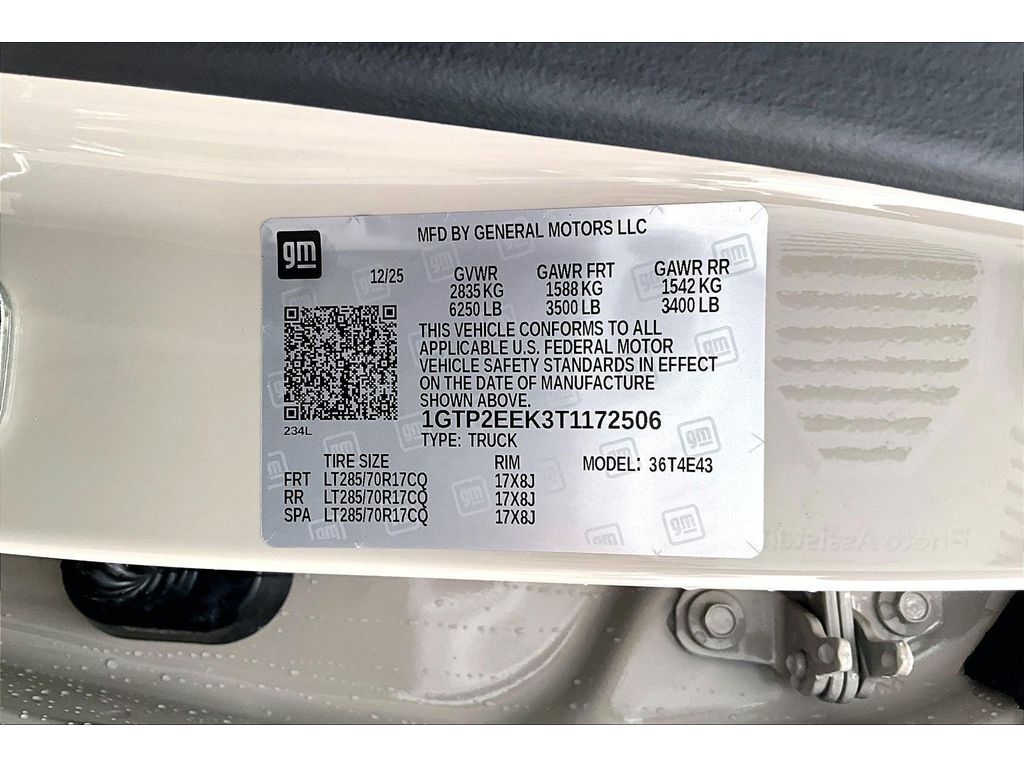 gm
MFD BY GENERAL MOTORS LLC
12/25 GVWR GAWR FRT GAWR RR
2835 KG 1588 KG 1542 KG
6250 LB 3500 LB 3400 LB
THIS VEHICLE CONFORMS TO ALL
APPLICABLE U.S. FEDERAL MOTOR
VEHICLE SAFETY STANDARDS IN EFFECT
ON THE DATE OF MANUFACTURE
SHOWN ABOVE.
234L
1GTP2EEK3T1172506
TYPE: TRUCK
TIRE SIZE RIM MODEL: 36T4E43
FRT LT285/70R17CQ 17X8J
RR LT285/70R17CQ 17X8J
SPA LT285/70R17CQ 17X8J